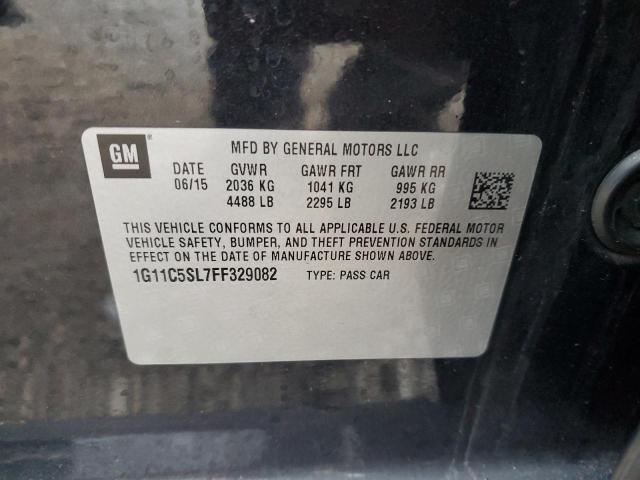 GM
MFD BY GENERAL MOTORS LLC
DATE GVWR GAWR FRT GAWR RR
06/15 2036 KG 1041 KG 995 KG
4488 LB 2295 LB 2193 LB
THIS VEHICLE CONFORMS TO ALL APPLICABLE U.S. FEDERAL MOTOR
VEHICLE SAFETY, BUMPER, AND THEFT PREVENTION STANDARDS IN
EFFECT ON THE DATE OF MANUFACTURE SHOWN ABOVE.
1G11C5SL7FF329082 TYPE: PASS CAR